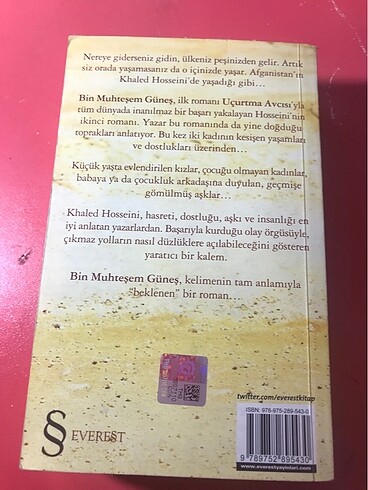 Nereye giderseniz gidin, ülkeniz peşinizden gelir. Artık
siz orada yaşamasanız da o içinizde yaşar. Afganistan'ın
Khaled Hosseini'de yaşadığı gibi…
Bin Muhteşem Güneş, ilk romanı Uçurtma Avcısı'yla
tüm dünyada inanılmaz bir başarı yakalayan Hosseini'nin
ikinci romanı. Yazar bu romanında da yine doğduğu
toprakları anlatıyor. Bu kez iki kadının kesişen yaşamları
ve dostlukları üzerinden…
Küçük yaşta evlendirilen kızlar, çocuğu olmayan kadınlar,
babaya ya da çocukluk arkadaşına duyulan, geçmişe
gömülmüş aşklar…
Khaled Hosseini, hasreti, dostluğu, aşkı ve insanlığı en
iyi anlatan yazarlardan. Başarıyla kurduğu olay örgüsüyle,
çıkmaz yolların nasıl düzlüklere açılabileceğini gösteren
yaratıcı bir kalem.
Bin Muhteşem Güneş, kelimenin tam anlamıyla
"beklenen" bir roman…
twitter.com/everestkitap
ISBN: 978-975-289-543-0
9 789752 895430
www.everestyayinlari.com
EVEREST